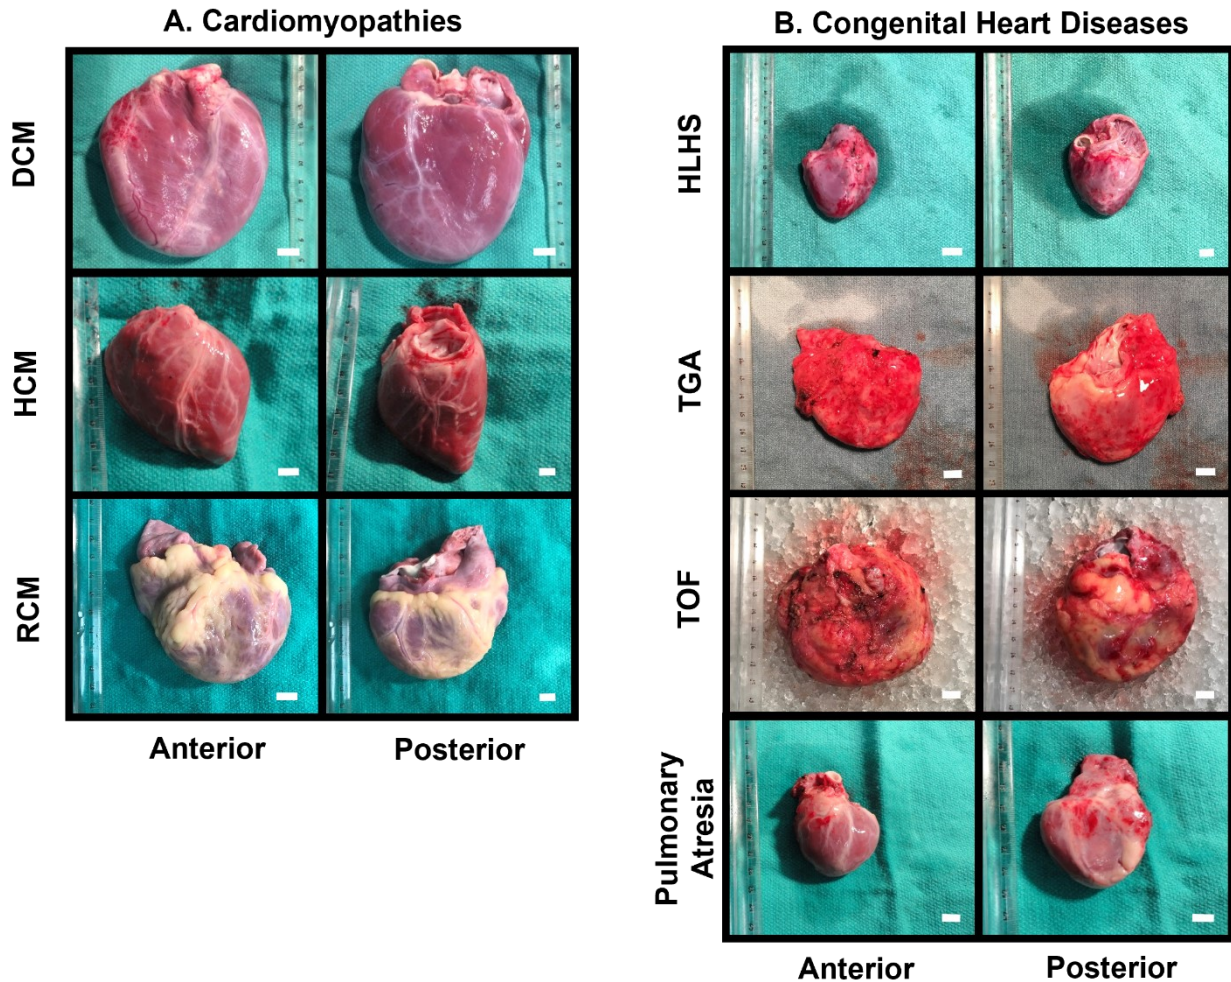 A. Cardiomyopathies
DCM
HCM
RCM
Anterior Posterior
B. Congenital Heart Diseases
HLHS
TGA
TOF
Pulmonary
Atresia
Anterior Posterior